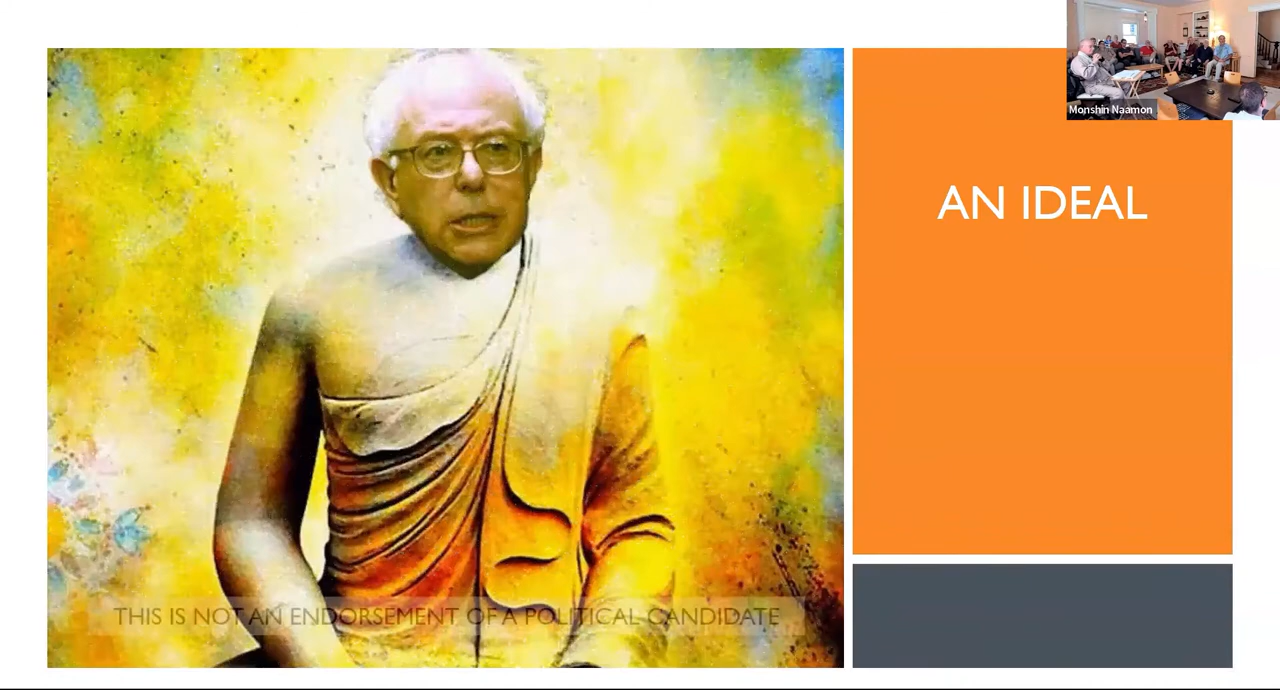 Monshin Naamon
AN IDEAL
THIS IS NOT AN ENDORSEMENT OF A POLITICAL CANDIDATE